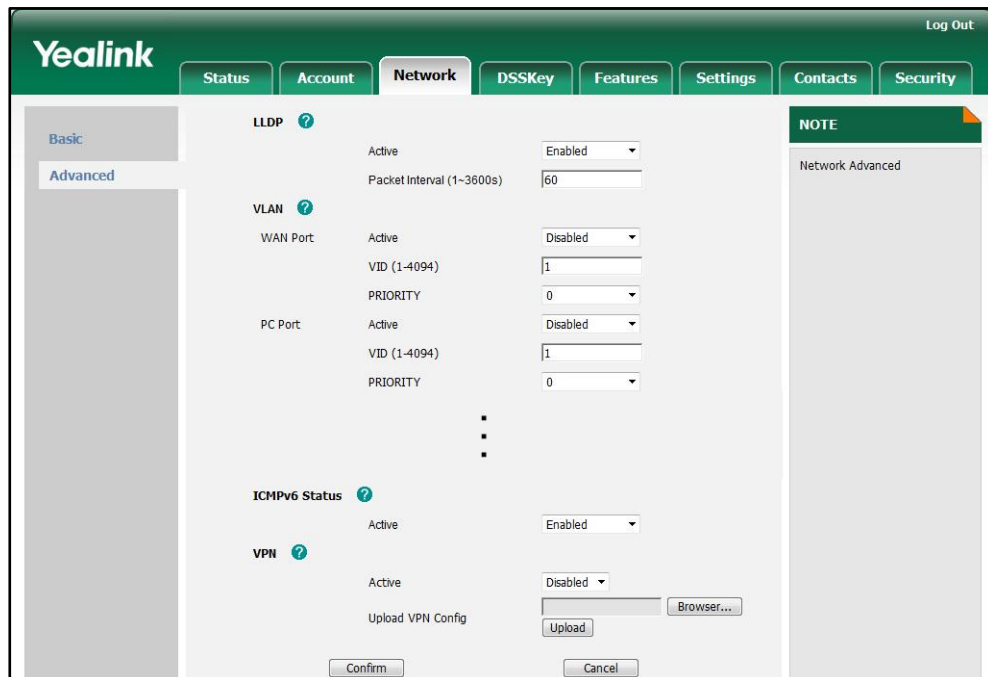 Log Out
Yealink
Status Account Network DSSKey Features Settings Contacts Security
Basic
Advanced
LLDP ?
Active Enabled
Packet Interval (1~3600s) 60
VLAN ?
WAN Port Active Disabled
VID (1-4094) 1
PRIORITY 0
PC Port Active Disabled
VID (1-4094) 1
PRIORITY 0
ICMPv6 Status ?
Active Enabled
VPN ?
Active Disabled
Upload VPN Config Browser...
Upload
Confirm Cancel
NOTE
Network Advanced